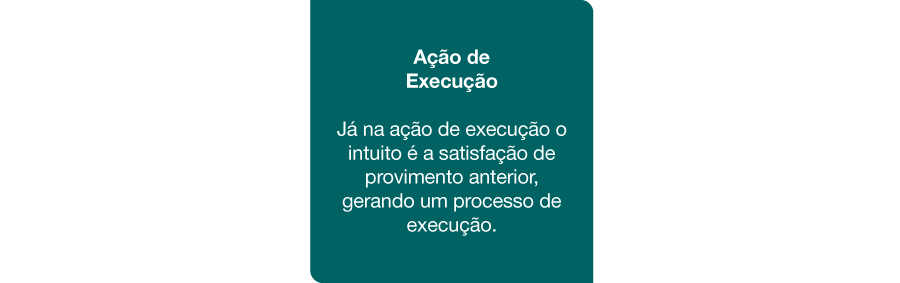 Ação de
Execução
Já na ação de execução o
intuito é a satisfação de
provimento anterior,
gerando um processo de
execução.